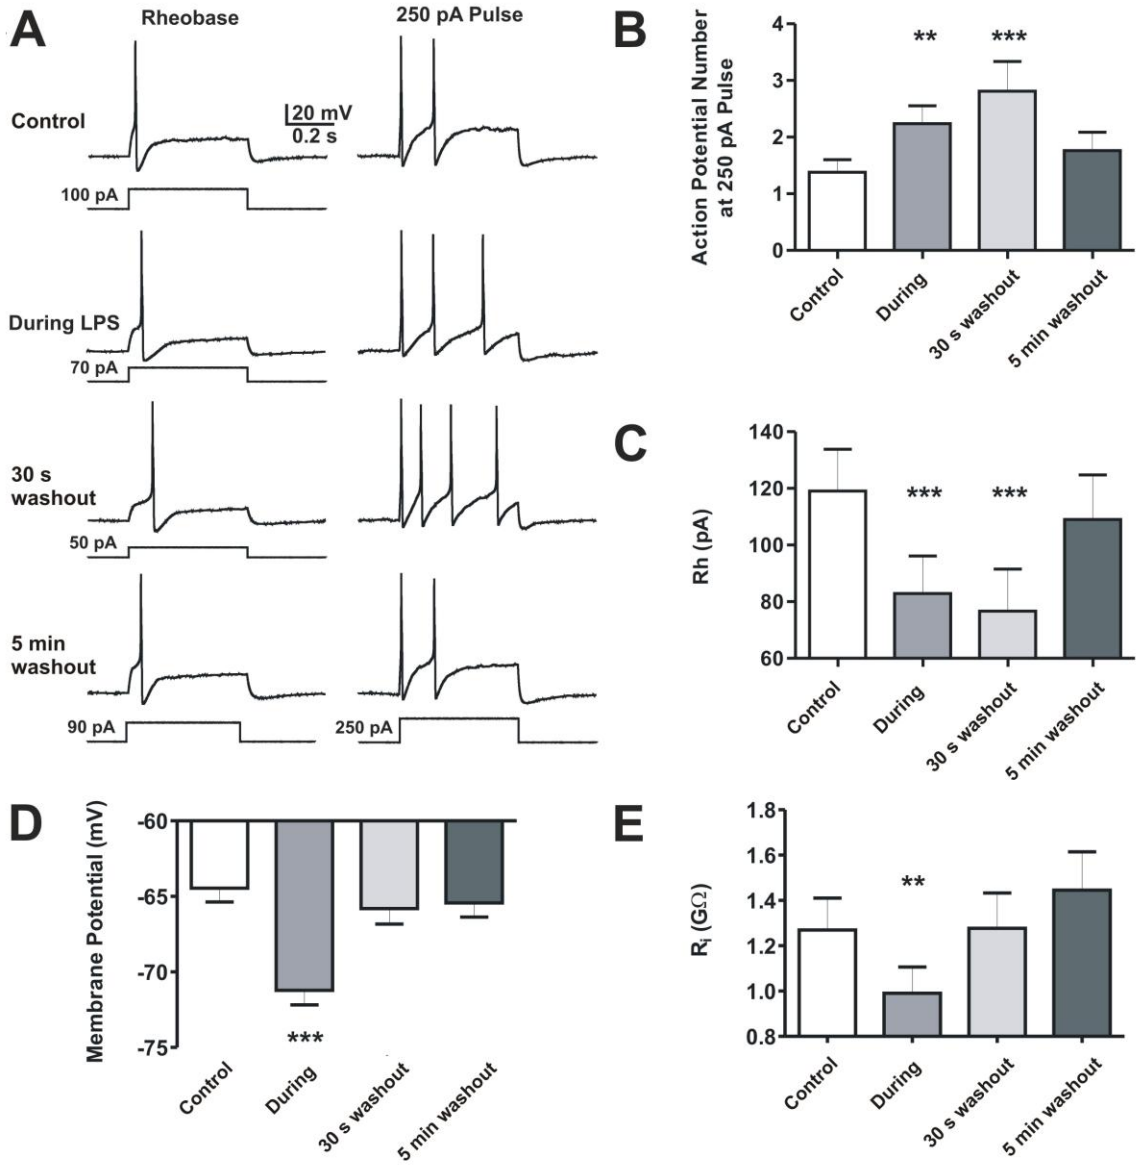 A
Rheobase
250 pA Pulse
Control
20 mV
0.2 s
100 pA
During LPS
70 pA
30 s
washout
50 pA
5 min
washout
90 pA
250 pA
B
Action Potential Number
at 250 pA Pulse
4
3
2
1
0
**
***
Control
During
30 s washout
5 min washout
C
Rh (pA)
140
120
100
80
60
***
***
Control
During
30 s washout
5 min washout
D
Membrane Potential (mV)
-60
-65
-70
-75
***
Control
During
30 s washout
5 min washout
E
Ri (GΩ)
1.8
1.6
1.4
1.2
1.0
0.8
**
Control
During
30 s washout
5 min washout